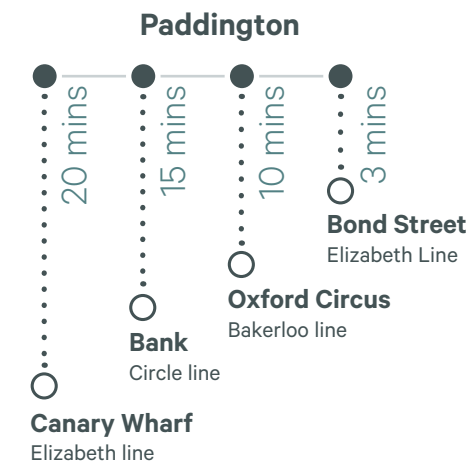 Paddington
20 mins
15 mins
10 mins
3 mins
Bond Street
Elizabeth Line
Oxford Circus
Bakerloo line
Bank
Circle line
Canary Wharf
Elizabeth line